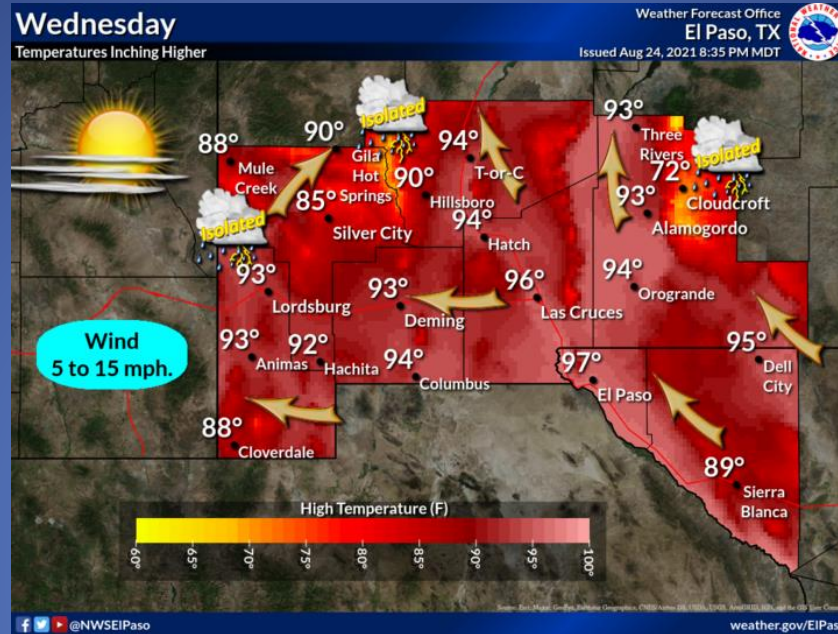 Wednesday
Temperatures Inching Higher
Weather Forecast Office
El Paso, TX
Issued Aug 24, 2021 8:35 PM MDT
88°
Mule
Creek
90°
Gila
Hot
Springs
Isolated
94°
T-or-C
93°
Three
Rivers
Isolated
72°
Cloudcroft
90°
Hillsboro
85°
Silver City
93°
Alamogordo
Isolated
94°
Hatch
93°
Lordsburg
93°
Deming
96°
Las Cruces
94°
Orogrande
Wind
5 to 15 mph.
93°
Animas
92°
Hachita
94°
Columbus
97°
El Paso
95°
Dell
City
88°
Cloverdale
89°
Sierra
Blanca
High Temperature (F)
60° 65° 70° 75° 80° 85° 90° 95° 100°
@NWSElPaso
weather.gov/ElPaso